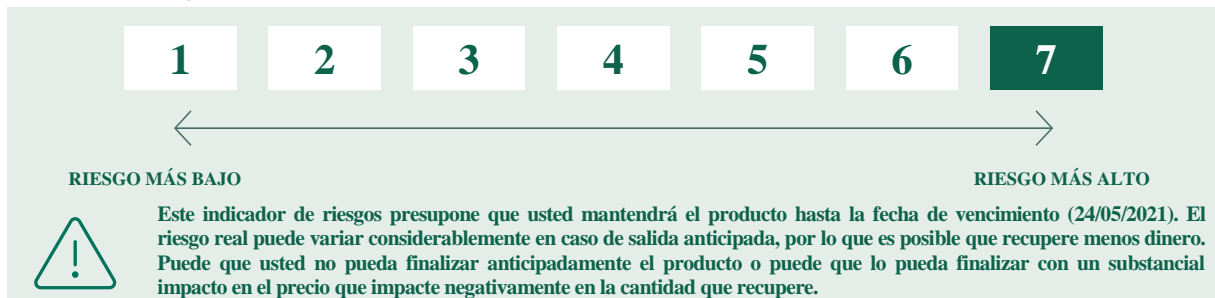 1 2 3 4 5 6 7
RIESGO MÁS BAJO RIESGO MÁS ALTO
Este indicador de riesgos presupone que usted mantendrá el producto hasta la fecha de vencimiento (24/05/2021). El
riesgo real puede variar considerablemente en caso de salida anticipada, por lo que es posible que recupere menos dinero.
Puede que usted no pueda finalizar anticipadamente el producto o puede que lo pueda finalizar con un substancial
impacto en el precio que impacte negativamente en la cantidad que recupere.